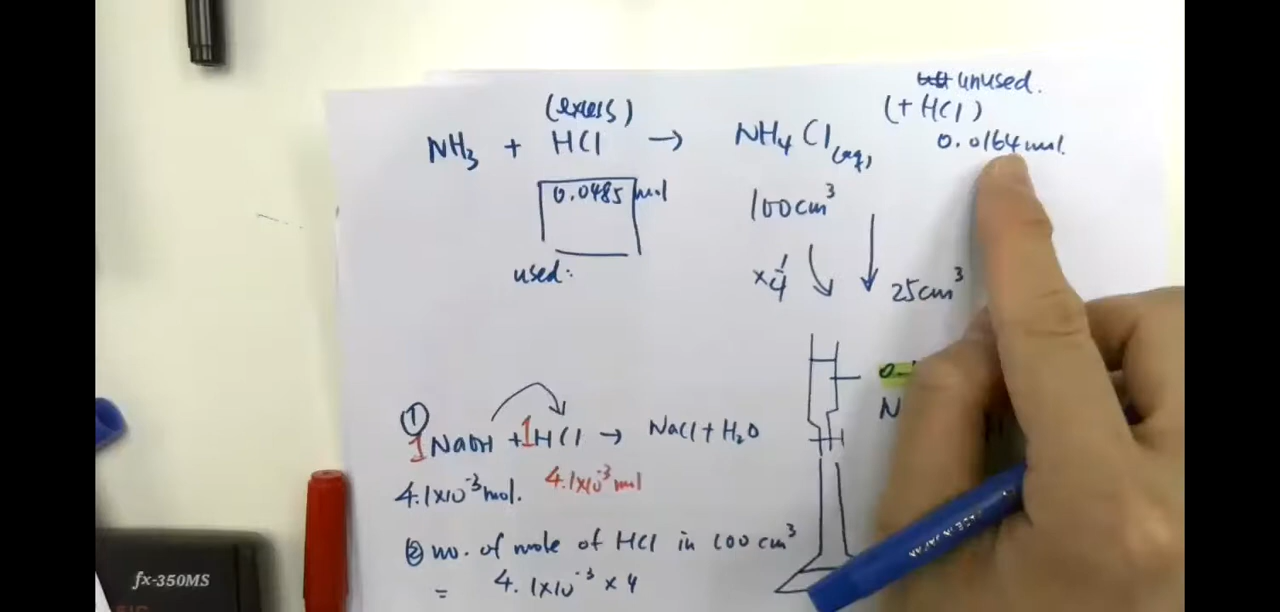 unused.
(excess) (+ HCl)
NH3 + HCl → NH4Cl(aq) 0.0164 mol.
0.0485 mol 100cm³
used: ×1/4 25cm³
0.
N
①
1NaOH + 1HCl → NaCl + H2O
4.1×10⁻³ mol. 4.1×10⁻³ mol
② no. of mole of HCl in 100 cm³
= 4.1×10⁻³ × 4
fx-350MS